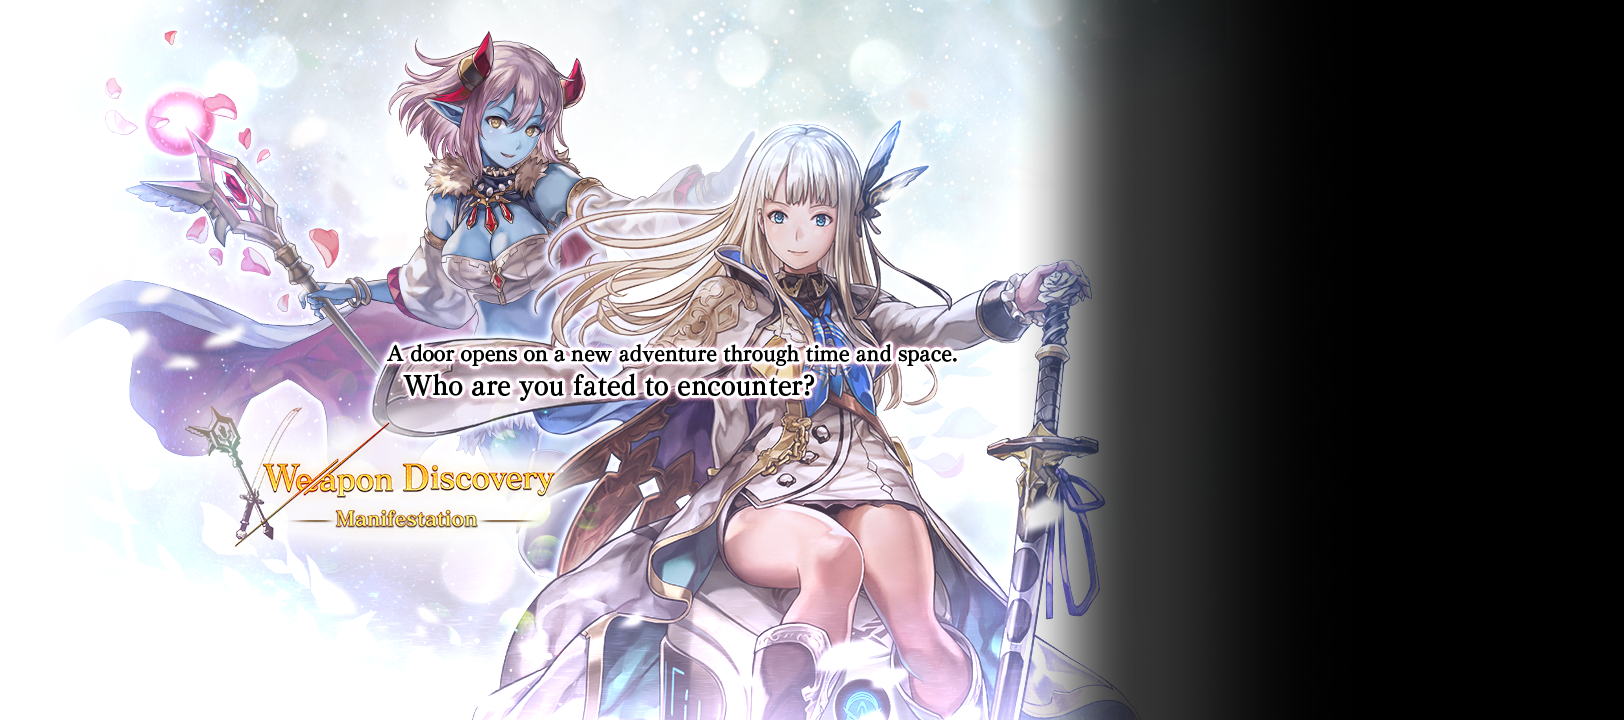 A door opens on a new adventure through time and space.
Who are you fated to encounter?
Weapon Discovery
Manifestation